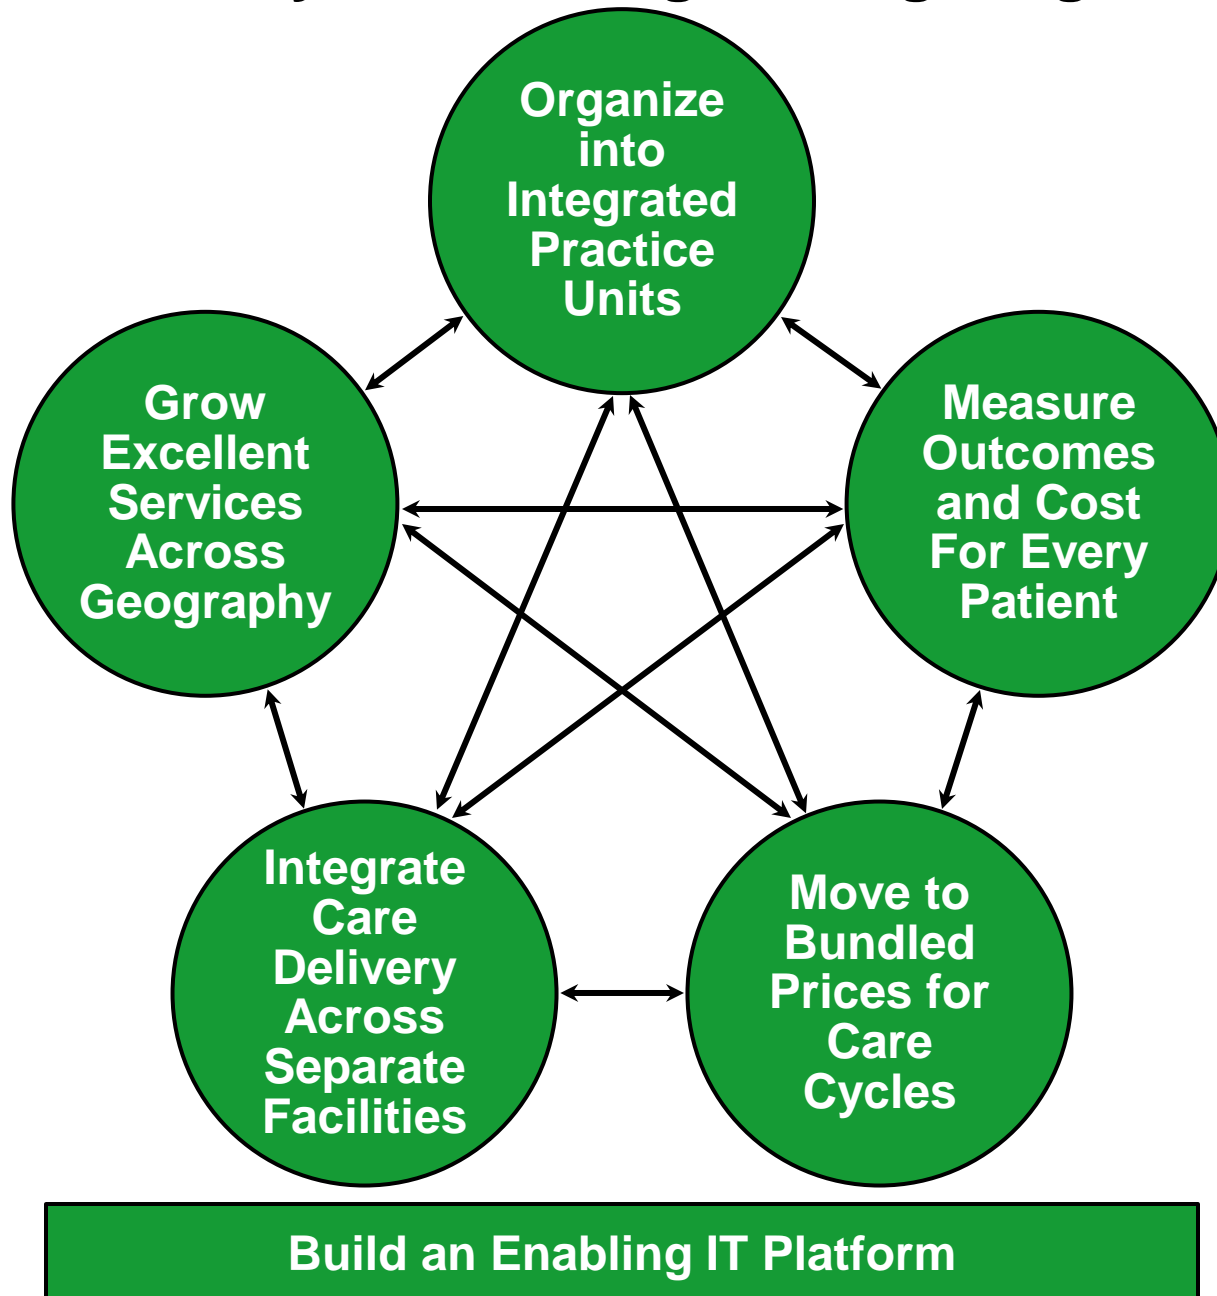 Organize
into
Integrated
Practice
Units
Grow
Excellent
Services
Across
Geography
Measure
Outcomes
and Cost
For Every
Patient
Integrate
Care
Delivery
Across
Separate
Facilities
Move to
Bundled
Prices for
Care
Cycles
Build an Enabling IT Platform